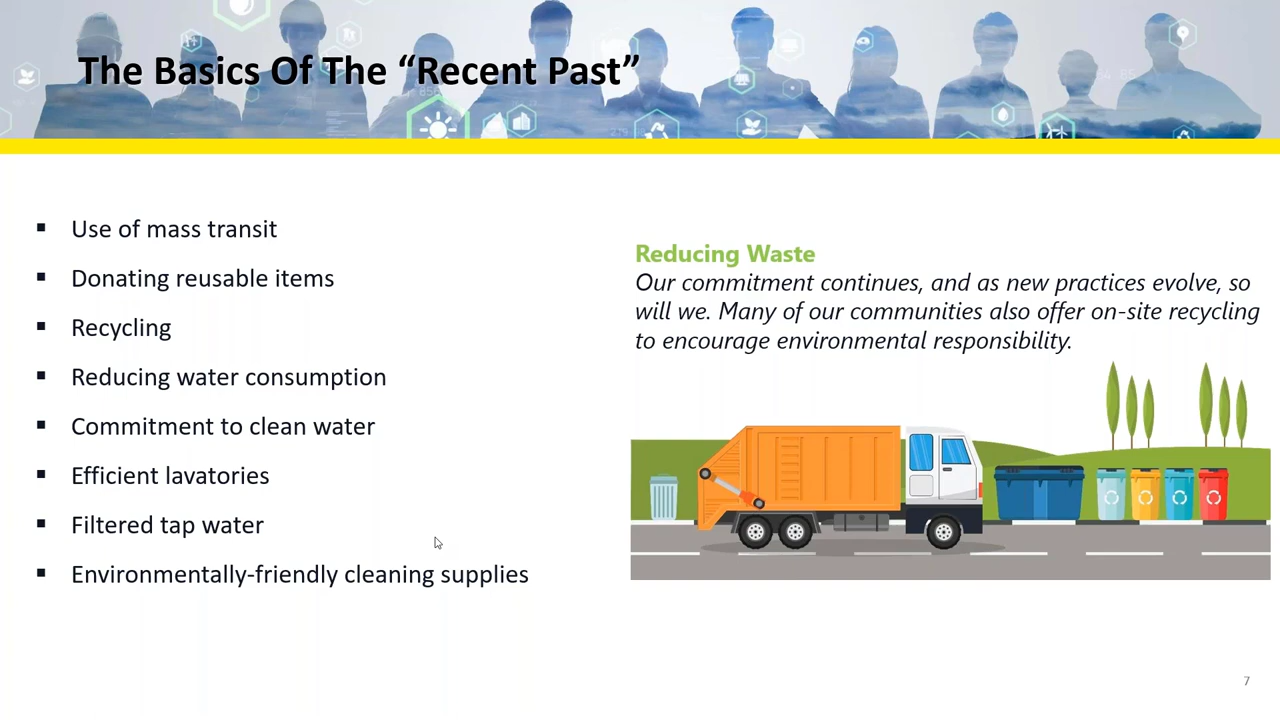 The Basics Of The “Recent Past”
▪ Use of mass transit
▪ Donating reusable items
▪ Recycling
▪ Reducing water consumption
▪ Commitment to clean water
▪ Efficient lavatories
▪ Filtered tap water
▪ Environmentally-friendly cleaning supplies
Reducing Waste
Our commitment continues, and as new practices evolve, so
will we. Many of our communities also offer on-site recycling
to encourage environmental responsibility.
7